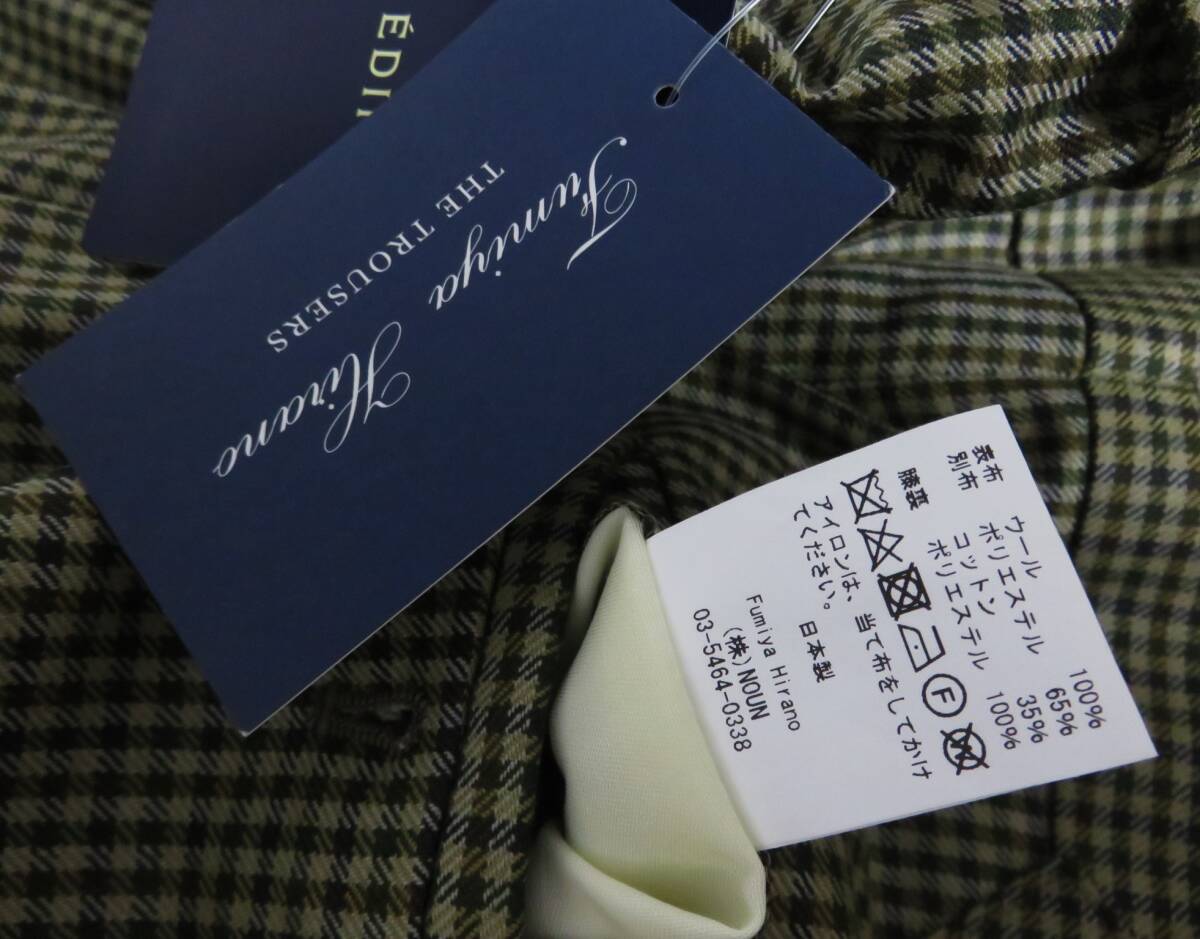 ÉDI
Fumiya Hirano
THE TROUSERS
表布 ウール 100%
別布 ポリエステル 65%
コットン 35%
膝裏 ポリエステル 100%
F
アイロンは、当て布をしてかけ
てください。 日本製
Fumiya Hirano
(株)NOUN
03-5464-0338